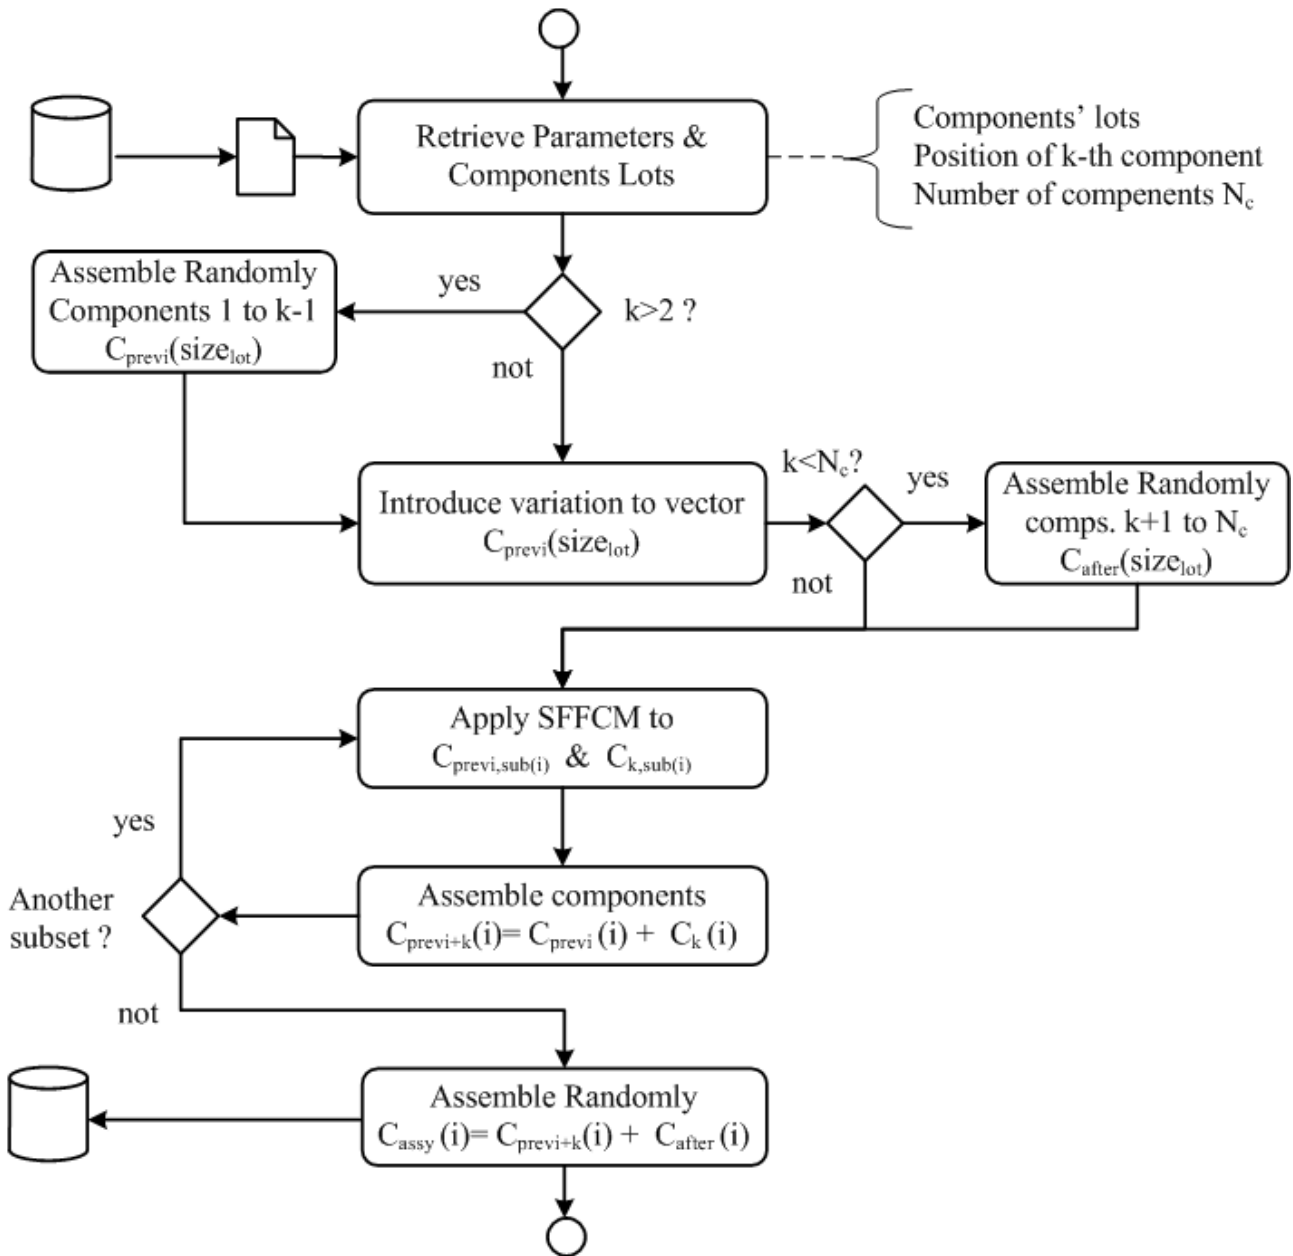 Retrieve Parameters &
Components Lots
Components’ lots
Position of k-th component
Number of compenents Nc
Assemble Randomly
Components 1 to k-1
Cprevi(sizelot)
yes
k>2 ?
not
Introduce variation to vector
Cprevi(sizelot)
k<Nc?
yes
not
Assemble Randomly
comps. k+1 to Nc
Cafter(sizelot)
Apply SFFCM to
Cprevi,sub(i) & Ck,sub(i)
yes
Another
subset ?
Assemble components
Cprevi+k(i)= Cprevi (i) + Ck (i)
not
Assemble Randomly
Cassy (i)= Cprevi+k(i) + Cafter (i)